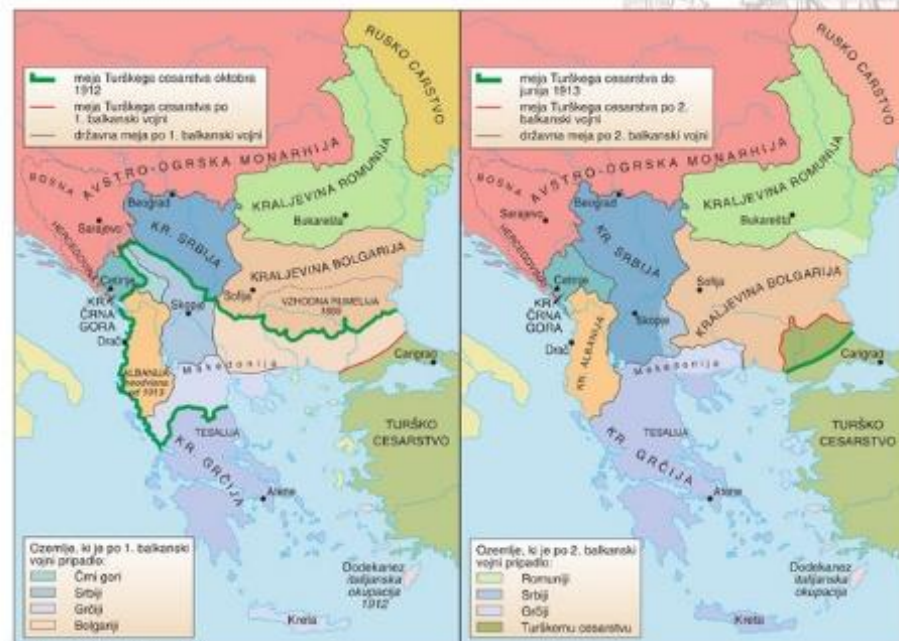 meja Turškega cesarstva oktobra
1912
meja Turškega cesarstva po
1. balkanski vojni
državna meja po 1. balkanski vojni
RUSKO CARSTVO
AVSTRO-OGRSKA MONARHIJA
BOSNA
HERCEGOVINA
Sarajevo
Beograd
KR. SRBIJA
KRALJEVINA ROMUNIJA
Bukarešta
KRALJEVINA BOLGARIJA
Sofija
VZHODNA RUMELIJA
Cetinje
KR.
ČRNA
GORA
Skopje
Drač
ALBANIJA
neodvisna
od 1913
Makedonija
Carigrad
TESALIJA
TURŠKO
CESARSTVO
KR. GRČIJA
Atene
Ozemlje, ki je po 1. balkanski
vojni pripadlo:
Črni gori
Srbiji
Grčiji
Bolgariji
Dodekanez
italijanska
okupacija
1912
Kreta
meja Turškega cesarstva do
junija 1913
meja Turškega cesarstva po 2.
balkanski vojni
državna meja po 2. balkanski vojni
RUSKO CARSTVO
AVSTRO-OGRSKA MONARHIJA
BOSNA
HERCEGOVINA
Sarajevo
Beograd
KR. SRBIJA
KRALJEVINA ROMUNIJA
Bukarešta
KRALJEVINA BOLGARIJA
Sofija
Cetinje
KR.
ČRNA
GORA
Skopje
Drač
KR. ALBANIJA
Makedonija
Carigrad
TESALIJA
TURŠKO
CESARSTVO
KR. GRČIJA
Atene
Ozemlje, ki je po 2. balkanski
vojni pripadlo:
Romuniji
Srbiji
Grčiji
Turškemu cesarstvu
Dodekanez
italijanska
okupacija
Kreta